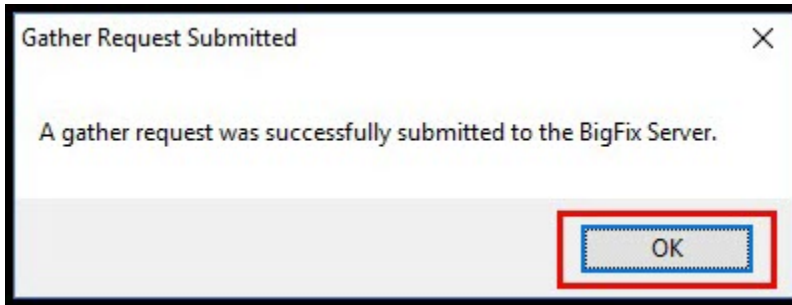 Gather Request Submitted
A gather request was successfully submitted to the BigFix Server.
OK